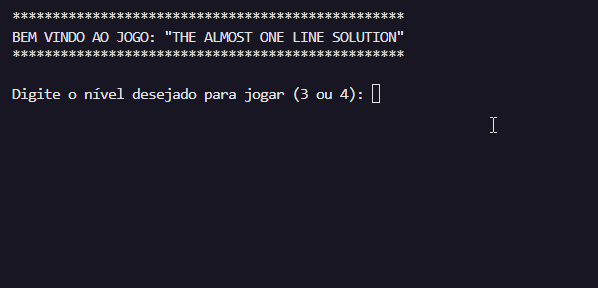 *************************************************
BEM VINDO AO JOGO: "THE ALMOST ONE LINE SOLUTION"
*************************************************
Digite o nível desejado para jogar (3 ou 4):